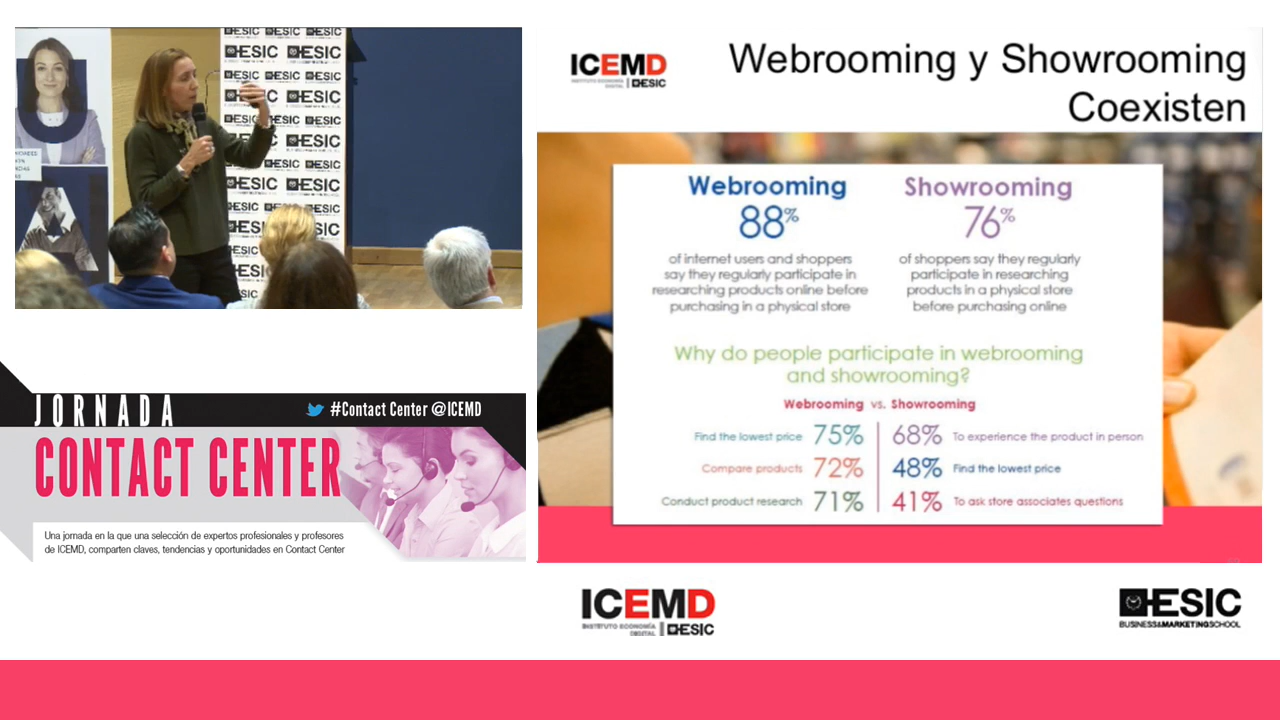 ESIC
JORNADA
#Contact Center @ICEMD
CONTACT CENTER
Una jornada en la que una selección de expertos profesionales y profesores
de ICEMD, comparten claves, tendencias y oportunidades en Contact Center
ICEMD
INSTITUTO ECONOMÍA
DIGITAL | ESIC
Webrooming y Showrooming
Coexisten
Webrooming
88%
of internet users and shoppers
say they regularly participate in
researching products online before
purchasing in a physical store
Showrooming
76%
of shoppers say they regularly
participate in researching
products in a physical store
before purchasing online
Why do people participate in webrooming
and showrooming?
Webrooming vs. Showrooming
Find the lowest price 75% 68% To experience the product in person
Compare products 72% 48% Find the lowest price
Conduct product research 71% 41% To ask store associates questions
ICEMD
INSTITUTO ECONOMÍA
DIGITAL | ESIC
ESIC
BUSINESS&MARKETINGSCHOOL